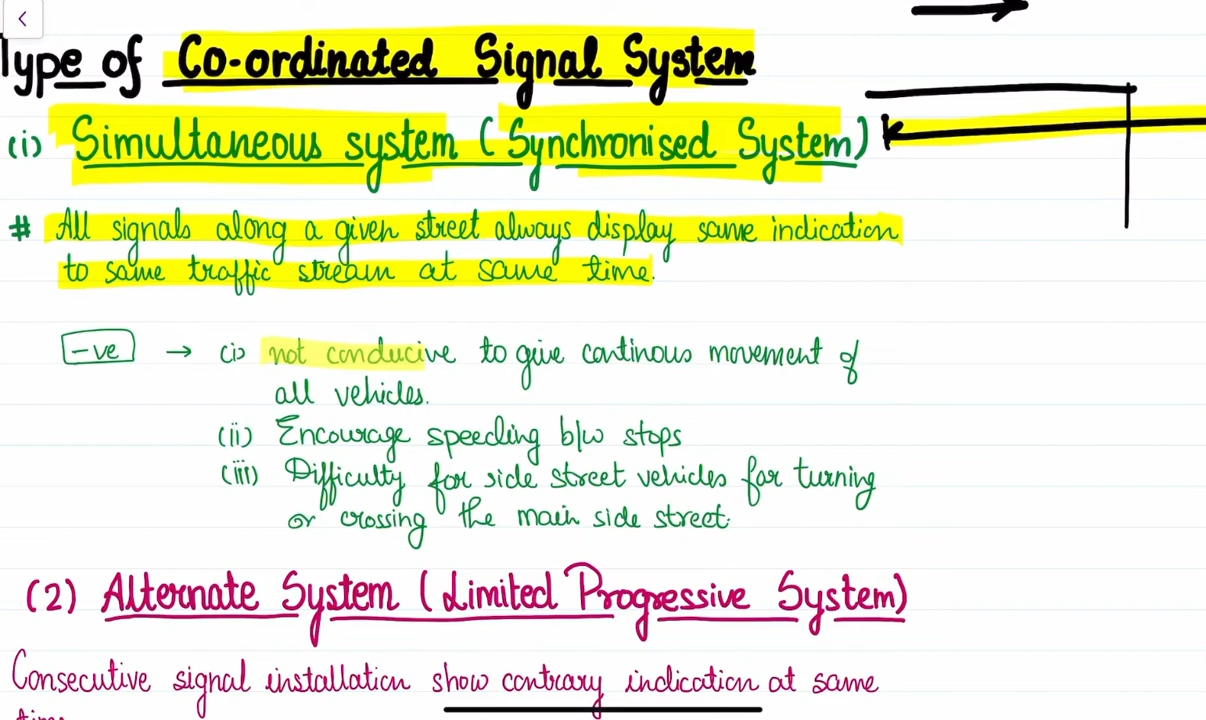 Type of Co-ordinated Signal System
(i) Simultaneous system (Synchronised System)
# All signals along a given street always display same indication
to same traffic stream at same time.
-ve → (i) not conducive to give continous movement of
all vehicles.
(ii) Encourage speeding b/w stops
(iii) Difficulty for side street vehicles for turning
or crossing the main side street.
(2) Alternate System (Limited Progressive System)
Consecutive signal installation show contrary indication at same